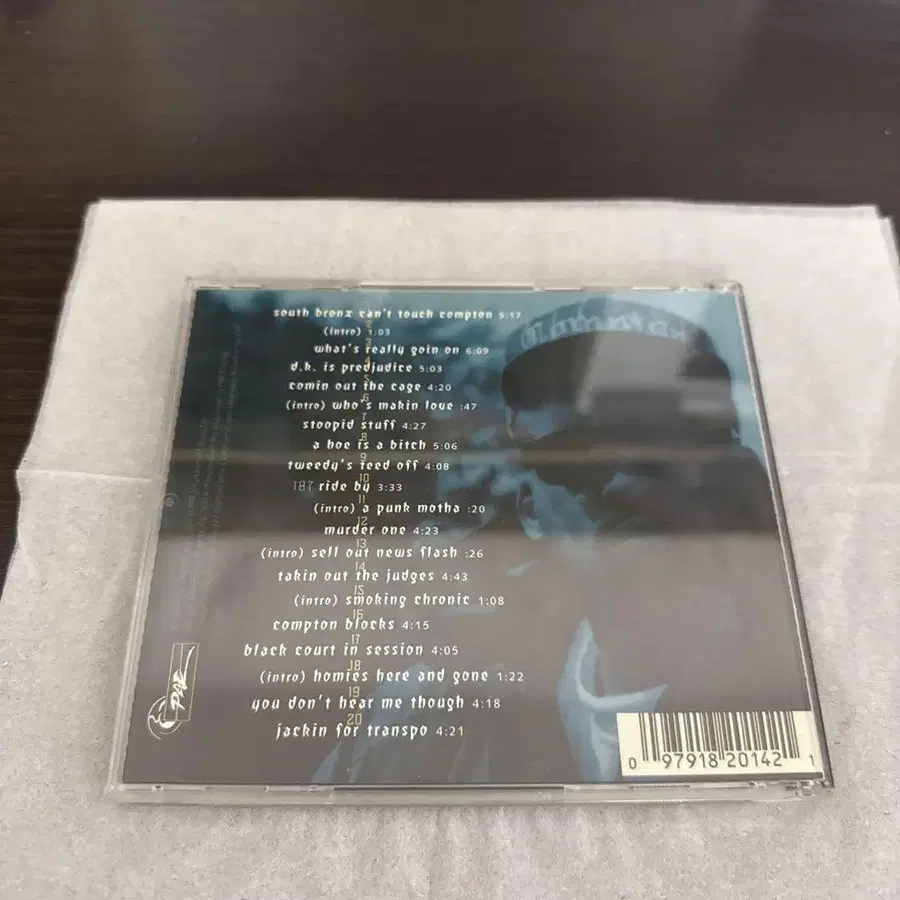 south bronx can't touch compton 5:17
2
(intro) 1:03
3
what's really goin on 6:09
4
d.k. is predjudice 5:03
5
comin out the cage 4:20
6
(intro) who's makin love :47
7
stoopid stuff 4:27
8
a hoe is a bitch 5:06
9
tweedy's teed off 4:08
10
187 ride by 3:33
11
(intro) a punk motha :20
12
murder one 4:23
13
(intro) sell out news flash :26
14
takin out the judges 4:43
15
(intro) smoking chronic 1:08
16
compton blocks 4:15
17
black court in session 4:05
18
(intro) homies here and gone 1:22
19
you don't hear me though 4:18
20
jackin for transpo 4:21
0 97918 20142 1